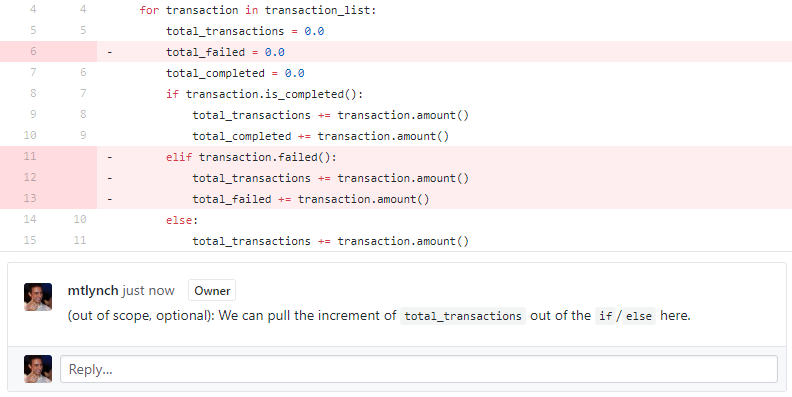 4 4 for transaction in transaction_list:
5 5 total_transactions = 0.0
6 - total_failed = 0.0
7 6 total_completed = 0.0
8 7 if transaction.is_completed():
9 8 total_transactions += transaction.amount()
10 9 total_completed += transaction.amount()
11 - elif transaction.failed():
12 - total_transactions += transaction.amount()
13 - total_failed += transaction.amount()
14 10 else:
15 11 total_transactions += transaction.amount()
mtlynch just now Owner
(out of scope, optional): We can pull the increment of total_transactions out of the if / else here.
Reply...